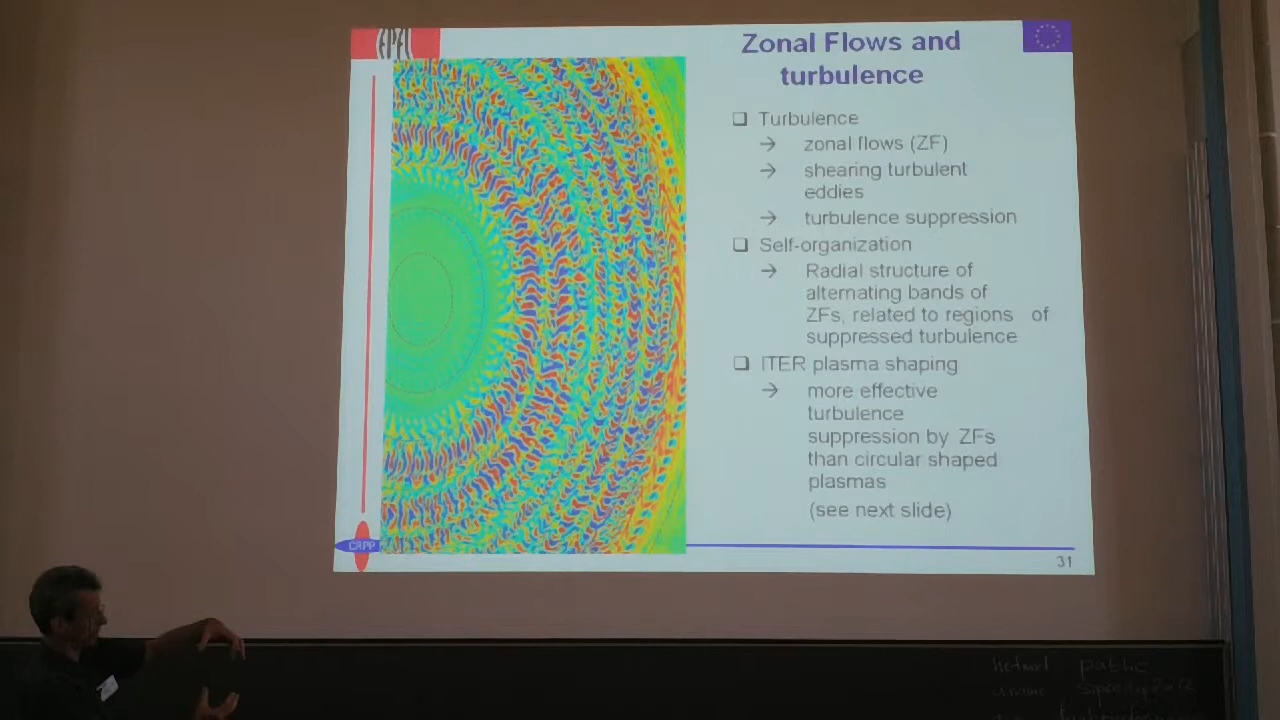 EPFL
Zonal Flows and
turbulence
❑ Turbulence
→ zonal flows (ZF)
→ shearing turbulent
eddies
→ turbulence suppression
❑ Self-organization
→ Radial structure of
alternating bands of
ZFs, related to regions of
suppressed turbulence
❑ ITER plasma shaping
→ more effective
turbulence
suppression by ZFs
than circular shaped
plasmas
(see next slide)
CRPP
31
public